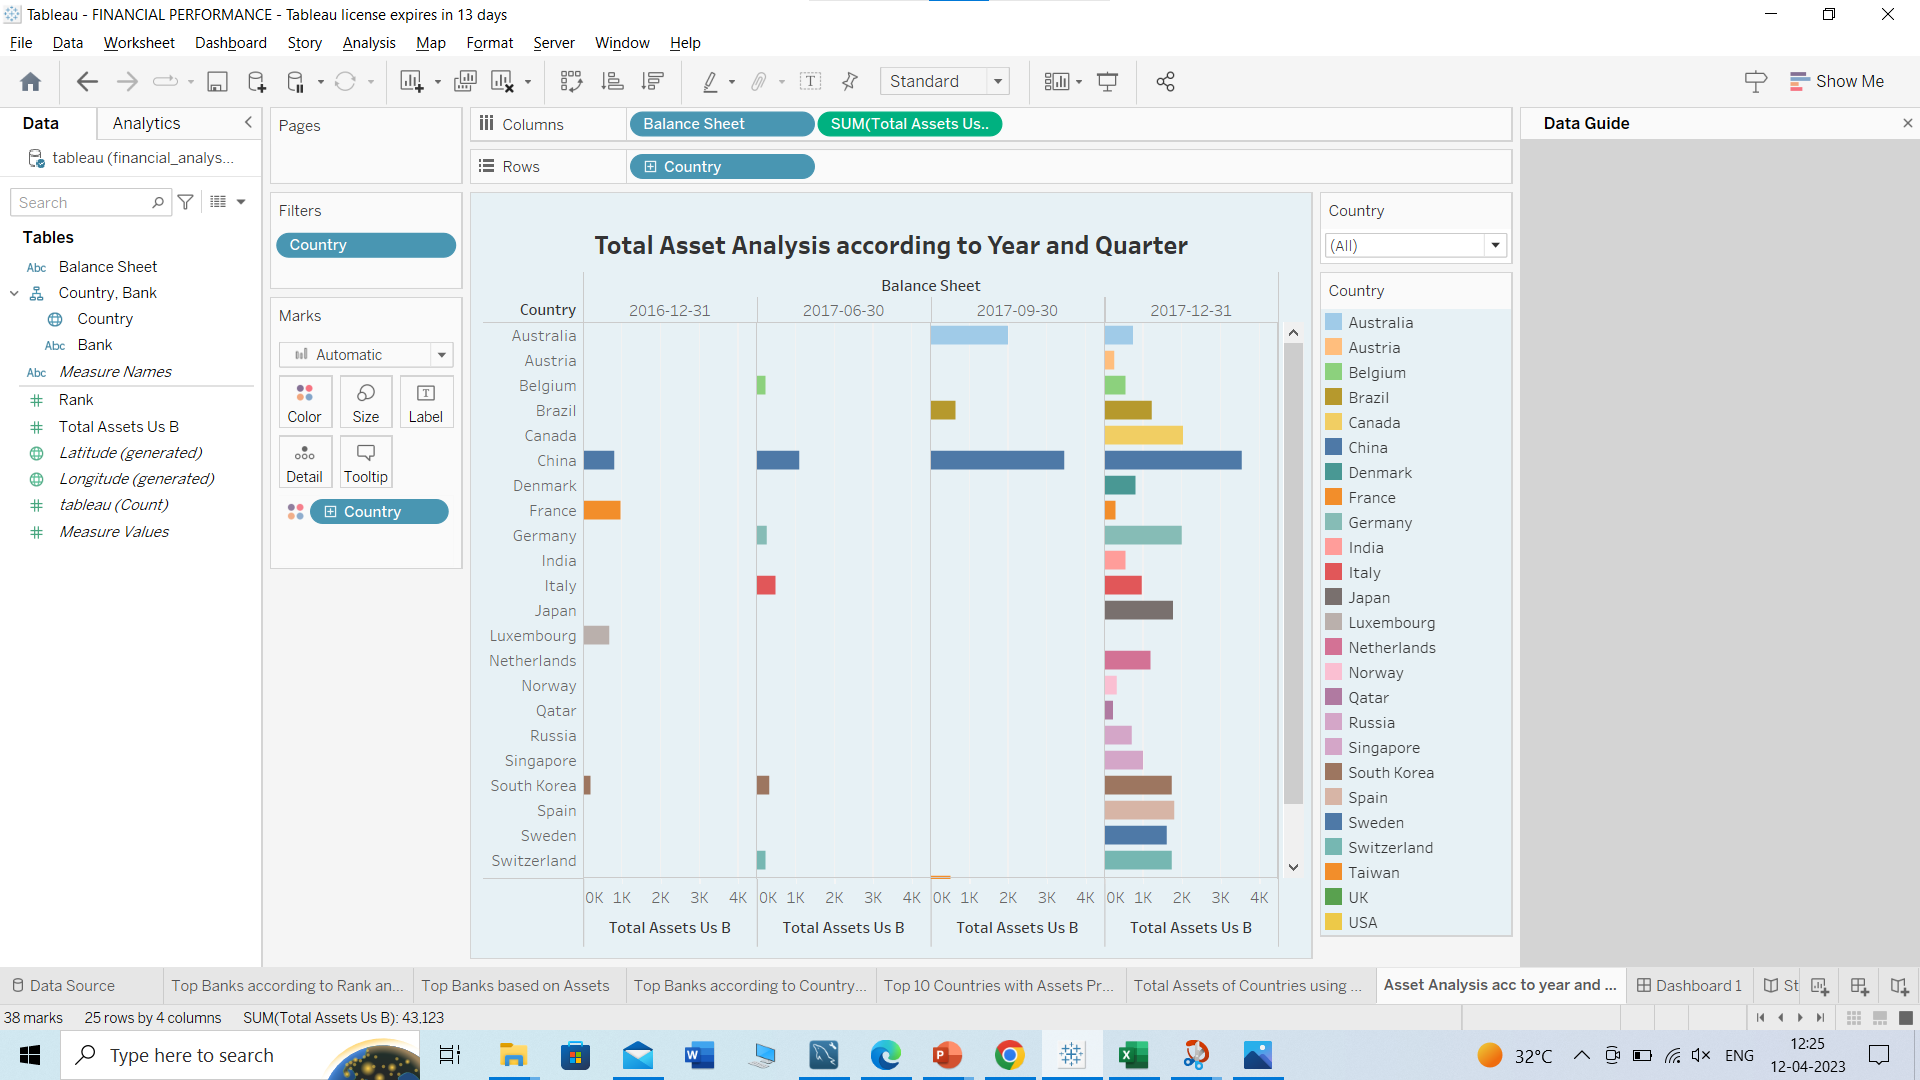 Tableau - FINANCIAL PERFORMANCE - Tableau license expires in 13 days
File Data Worksheet Dashboard Story Analysis Map Format Server Window Help
Standard
Show Me
Data Analytics
tableau (financial_analys...
Search
Tables
Abc Balance Sheet
Country, Bank
Country
Abc Bank
Abc Measure Names
# Rank
# Total Assets Us B
Latitude (generated)
Longitude (generated)
# tableau (Count)
# Measure Values
Pages
Filters
Country
Marks
Automatic
Color Size Label
Detail Tooltip
Country
Columns Balance Sheet SUM(Total Assets Us..
Rows Country
Total Asset Analysis according to Year and Quarter
Balance Sheet
Country 2016-12-31 2017-06-30 2017-09-30 2017-12-31
Australia
Austria
Belgium
Brazil
Canada
China
Denmark
France
Germany
India
Italy
Japan
Luxembourg
Netherlands
Norway
Qatar
Russia
Singapore
South Korea
Spain
Sweden
Switzerland
0K 1K 2K 3K 4K 0K 1K 2K 3K 4K 0K 1K 2K 3K 4K 0K 1K 2K 3K 4K
Total Assets Us B Total Assets Us B Total Assets Us B Total Assets Us B
Country
(All)
Country
Australia
Austria
Belgium
Brazil
Canada
China
Denmark
France
Germany
India
Italy
Japan
Luxembourg
Netherlands
Norway
Qatar
Russia
Singapore
South Korea
Spain
Sweden
Switzerland
Taiwan
UK
USA
Data Guide
Data Source Top Banks according to Rank an... Top Banks based on Assets Top Banks according to Country... Top 10 Countries with Assets Pr... Total Assets of Countries using ... Asset Analysis acc to year and ... Dashboard 1 St
38 marks 25 rows by 4 columns SUM(Total Assets Us B): 43,123
Type here to search
32°C ENG
12:25
12-04-2023